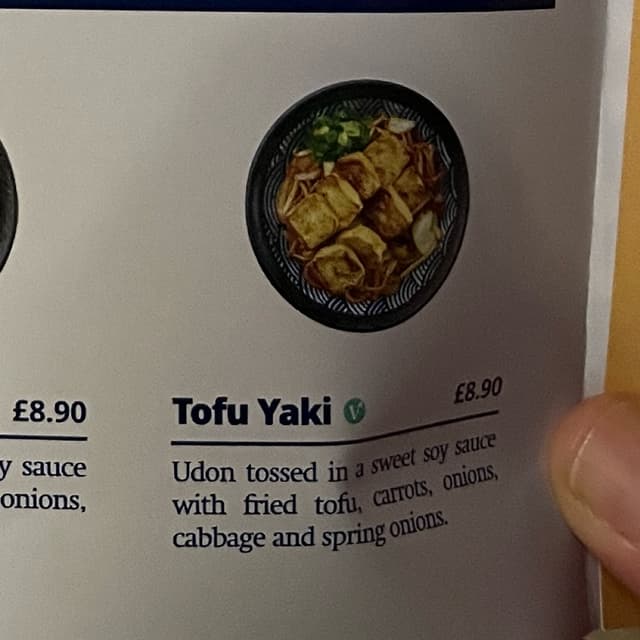 £8.90
y sauce
onions,
Tofu Yaki V £8.90
Udon tossed in a sweet soy sauce
with fried tofu, carrots, onions,
cabbage and spring onions.